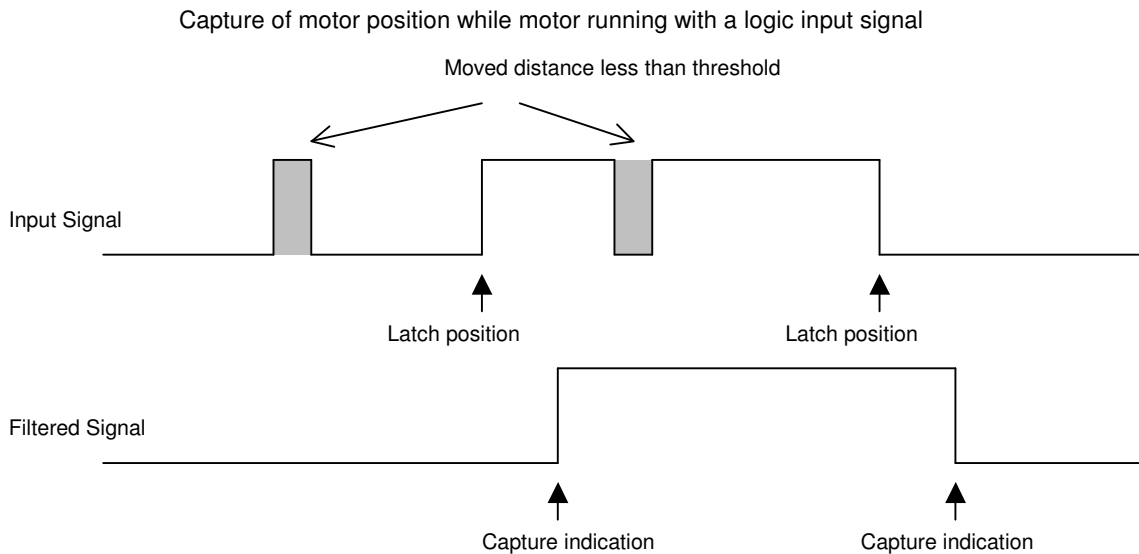 Capture of motor position while motor running with a logic input signal
Moved distance less than threshold
Input Signal
Latch position
Latch position
Filtered Signal
Capture indication
Capture indication